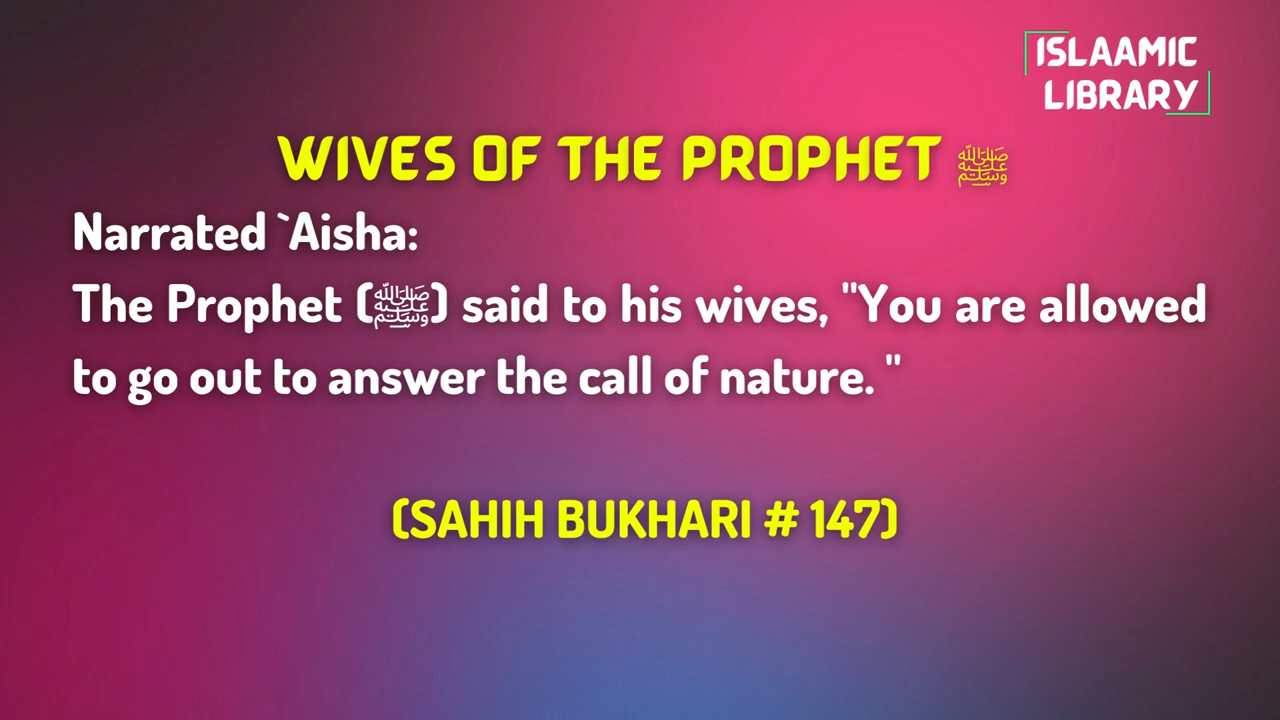 ISLAAMIC
LIBRARY
WIVES OF THE PROPHET ﷺ
Narrated `Aisha:
The Prophet (ﷺ) said to his wives, "You are allowed
to go out to answer the call of nature. "
(SAHIH BUKHARI # 147)